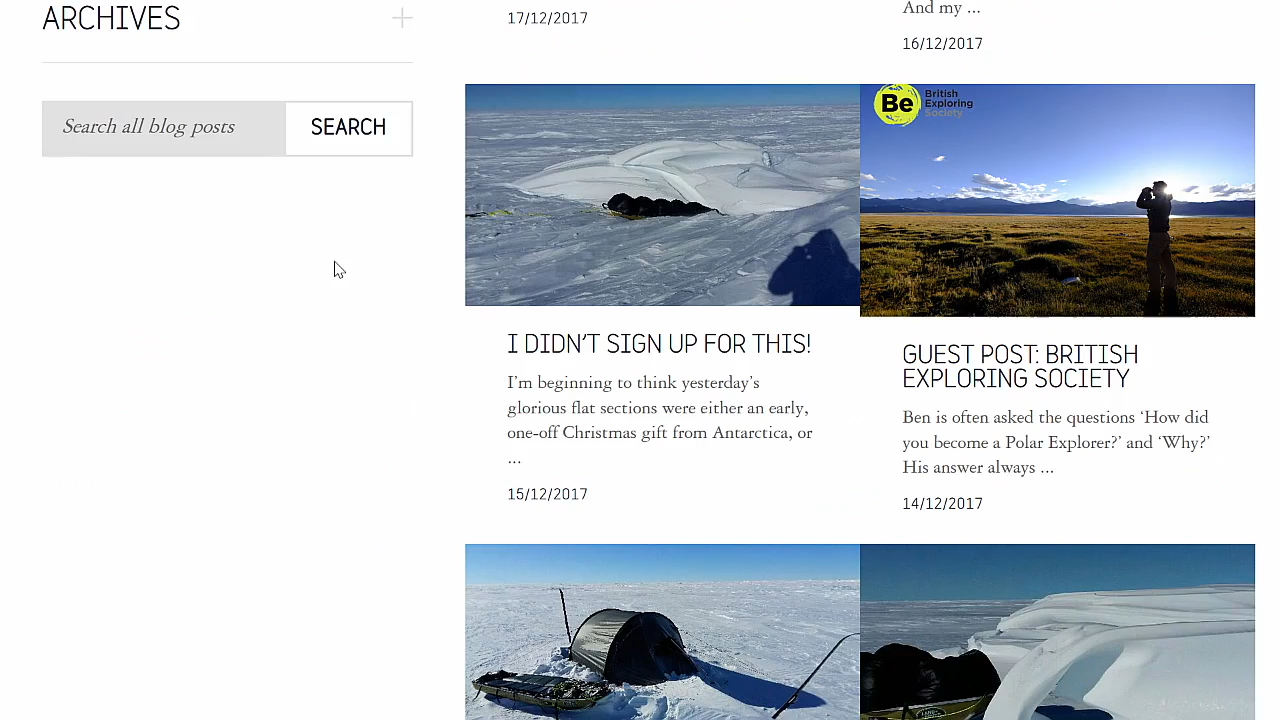 ARCHIVES
Search all blog posts
SEARCH
17/12/2017
And my ...
16/12/2017
Be British
Exploring
Society
I DIDN'T SIGN UP FOR THIS!
I'm beginning to think yesterday's
glorious flat sections were either an early,
one-off Christmas gift from Antarctica, or
...
15/12/2017
GUEST POST: BRITISH
EXPLORING SOCIETY
Ben is often asked the questions ‘How did
you become a Polar Explorer?’ and ‘Why?’
His answer always ...
14/12/2017